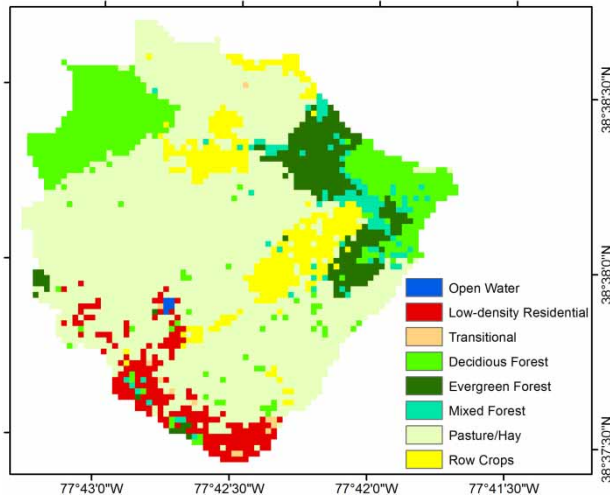 38°38'30"N
38°38'0"N
Open Water
Low-density Residential
Transitional
Decidious Forest
Evergreen Forest
Mixed Forest
Pasture/Hay
Row Crops
38°37'30"N
77°43'0"W 77°42'30"W 77°42'0"W 77°41'30"W